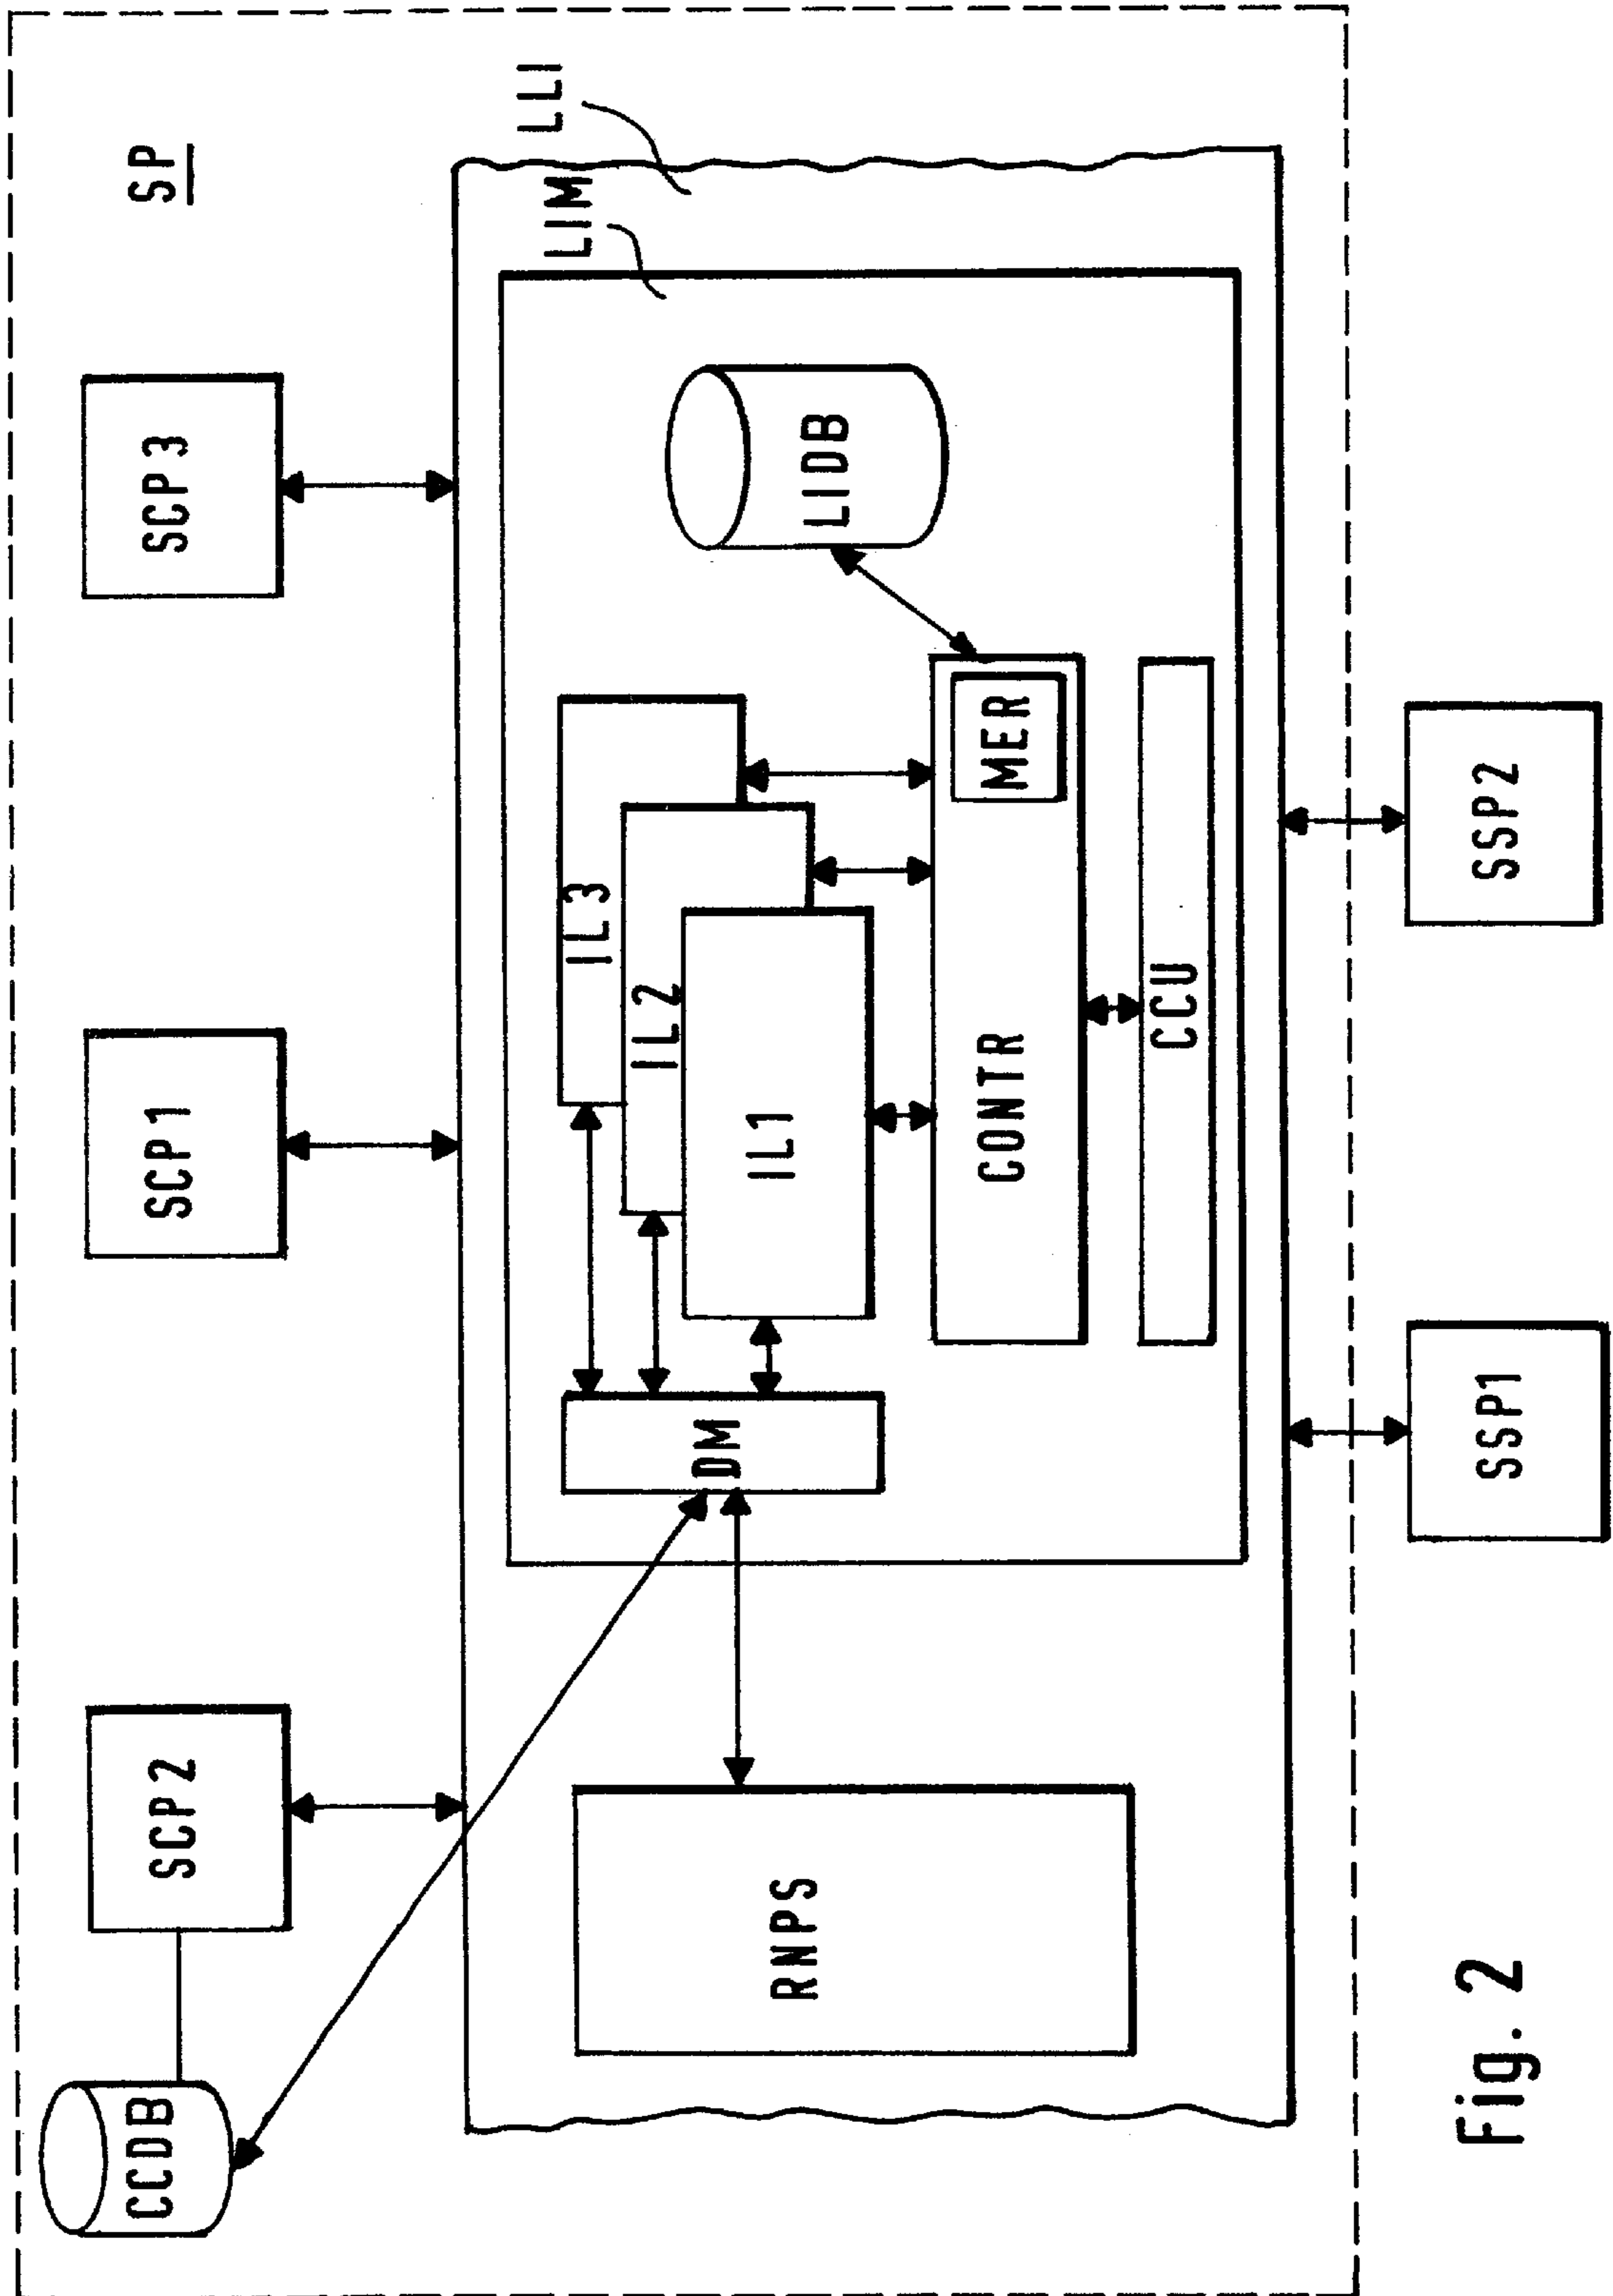 SP
CCDB
SCP2
SCP1
SCP3
LLI
LIM
IL3
IL2
IL1
DM
RNPS
LIDB
MER
CONTR
CCU
SSP1
SSP2
Fig. 2